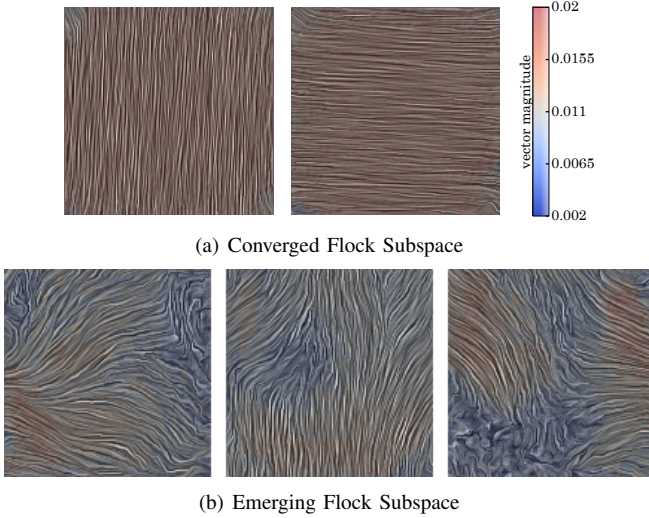 0.02
0.0155
0.011
0.0065
0.002
vector magnitude
(a) Converged Flock Subspace
(b) Emerging Flock Subspace